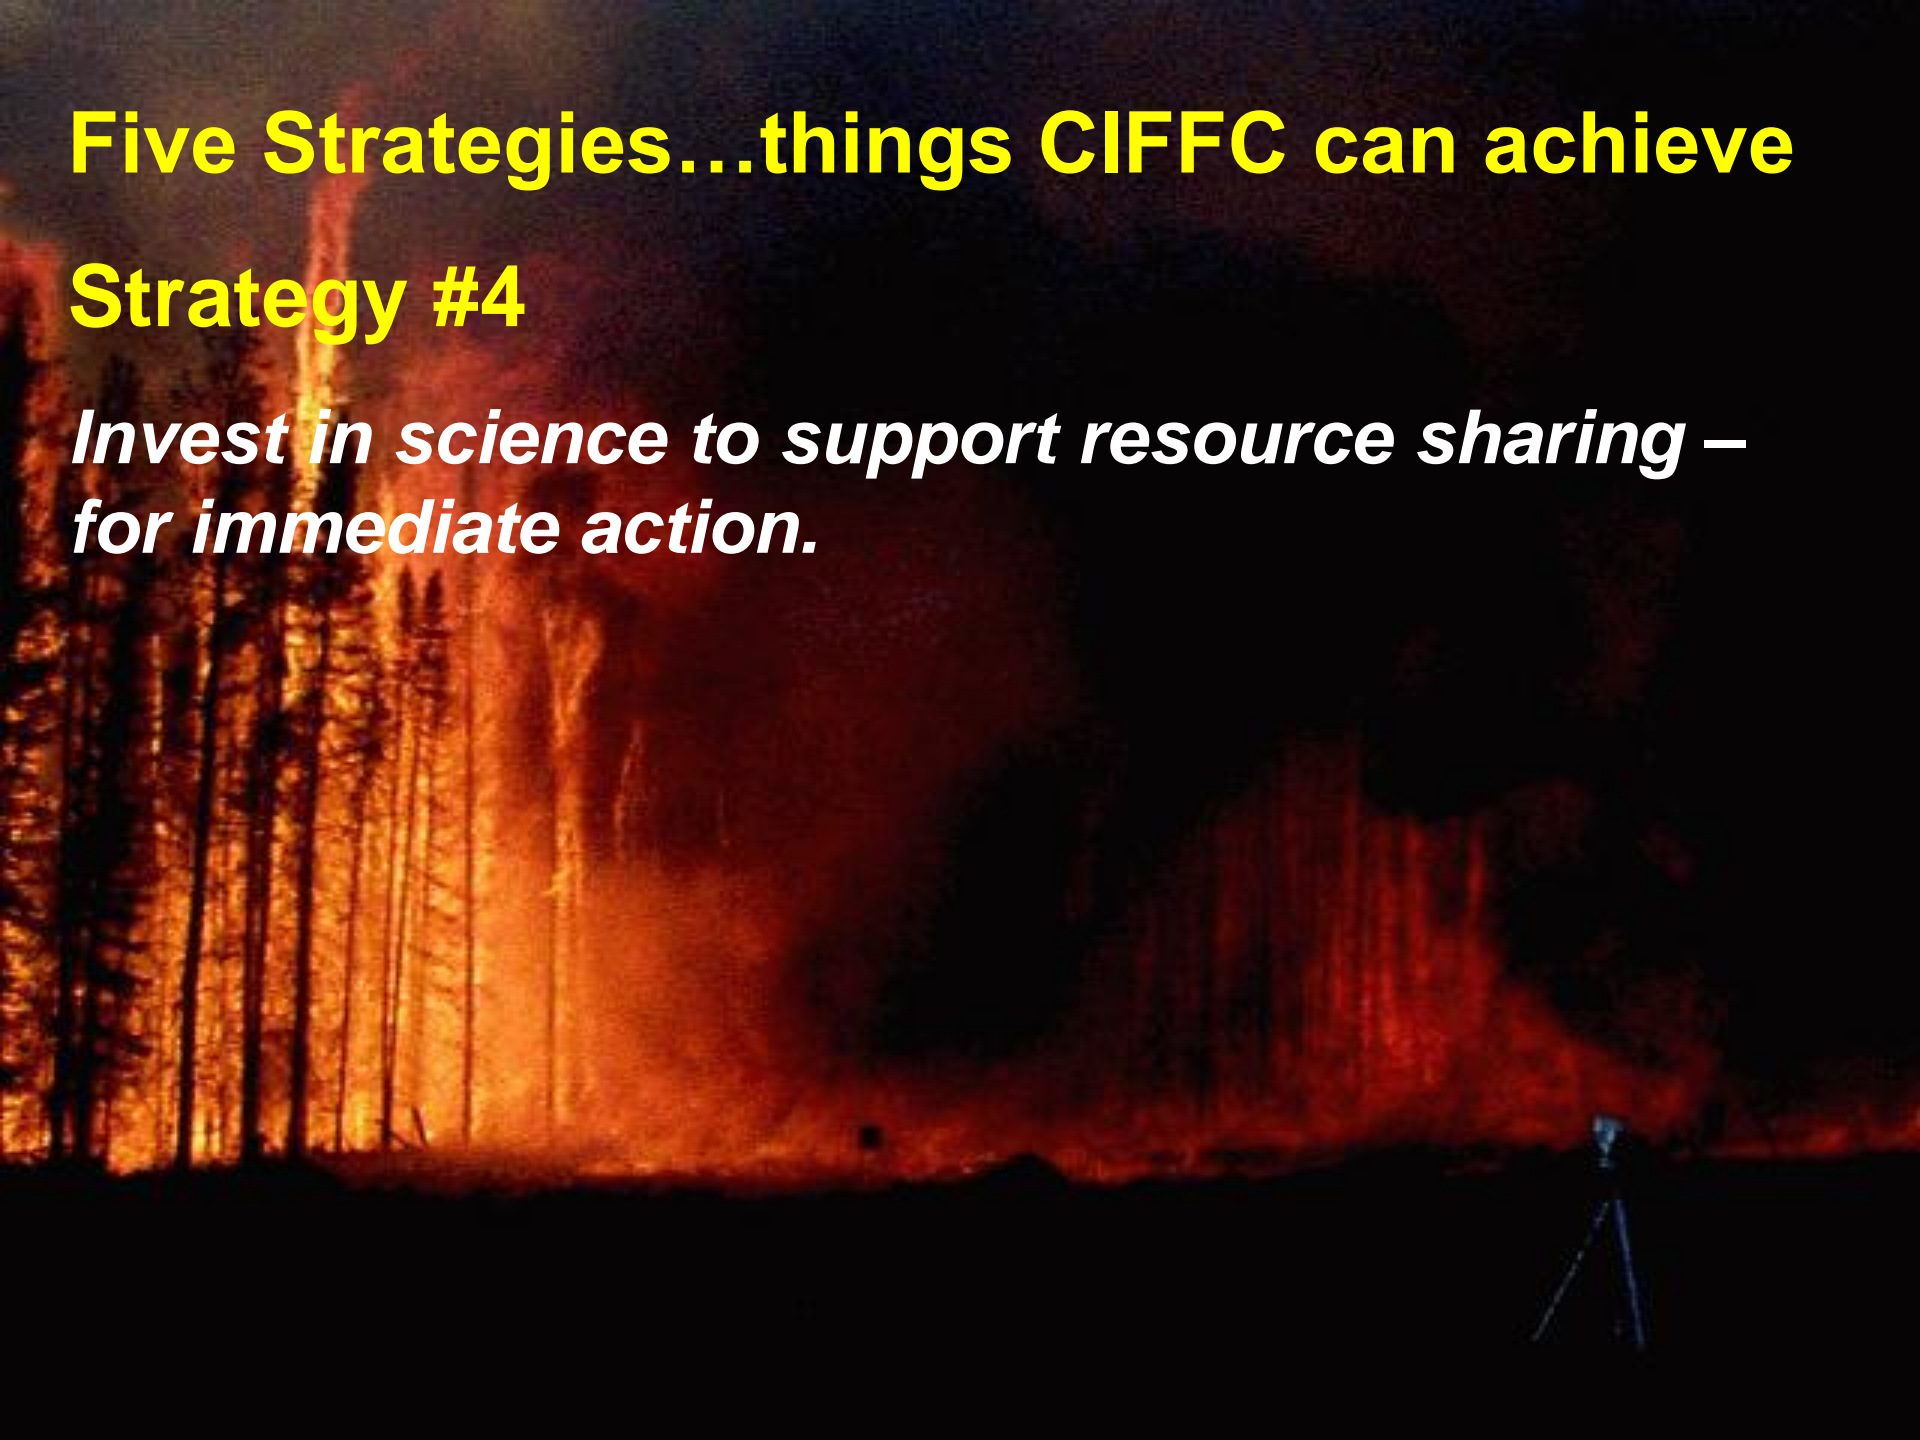 Five Strategies…things CIFFC can achieve
Strategy #4
Invest in science to support resource sharing –
for immediate action.